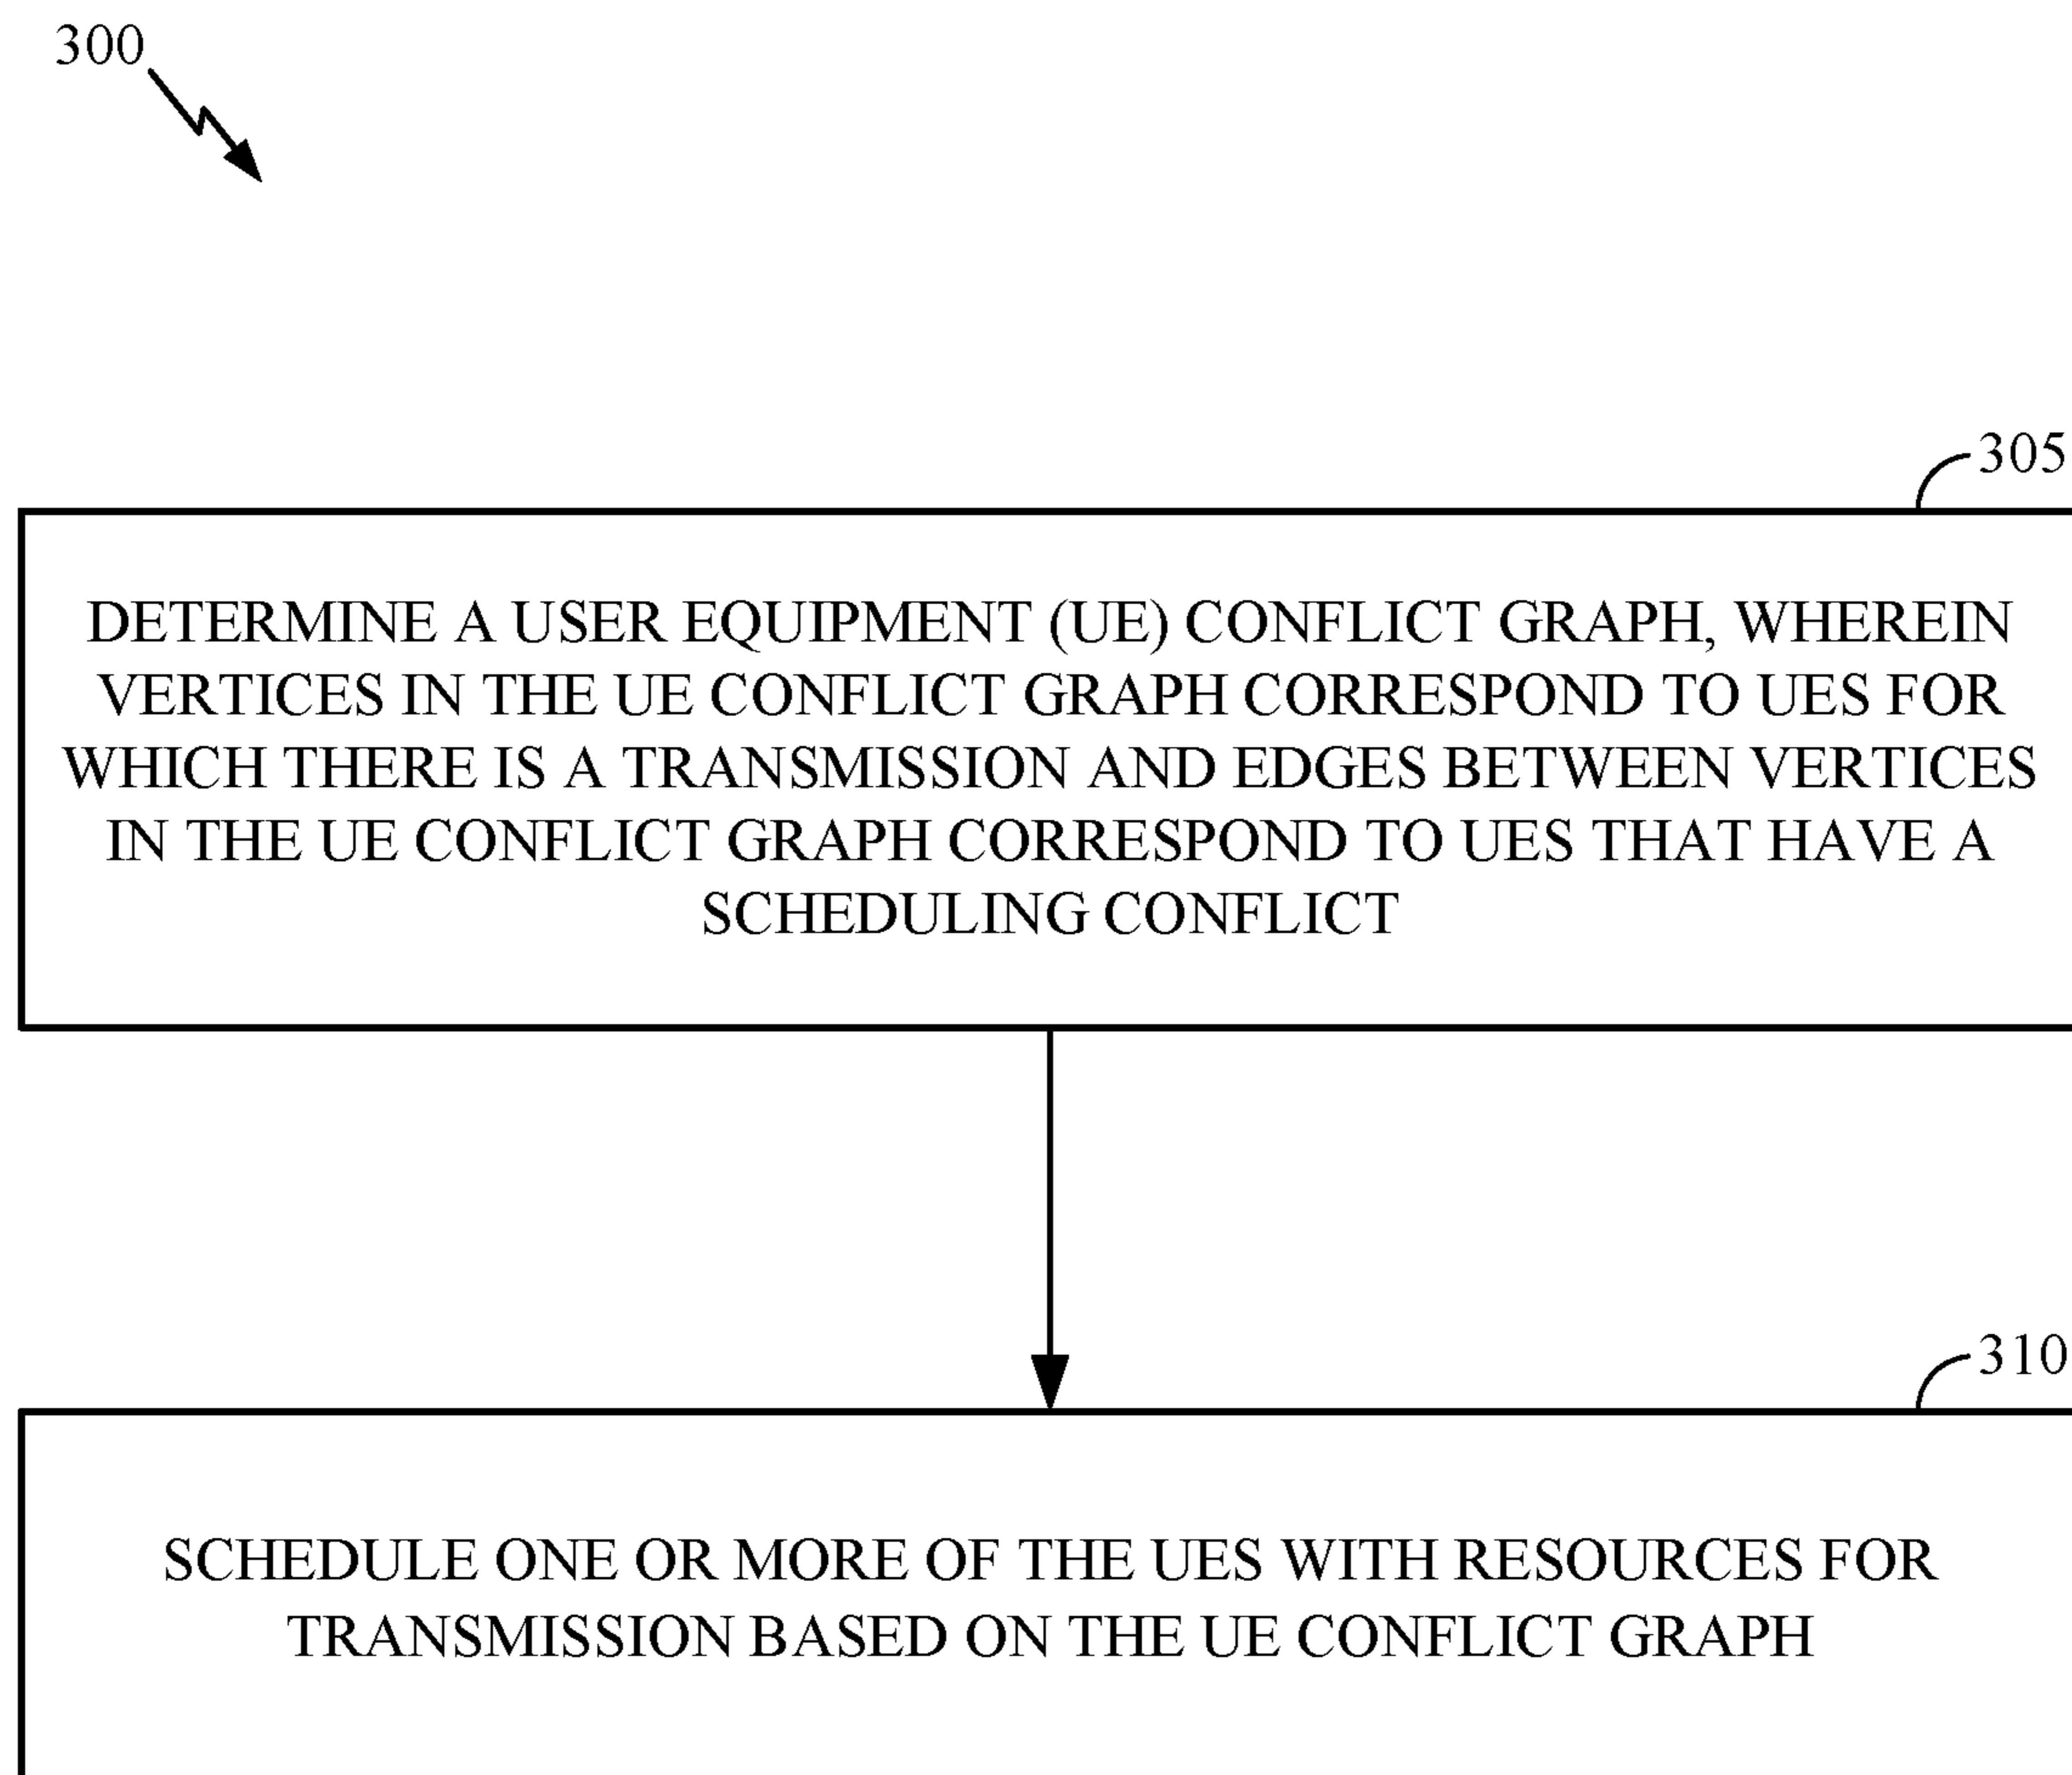 300
305
DETERMINE A USER EQUIPMENT (UE) CONFLICT GRAPH, WHEREIN
VERTICES IN THE UE CONFLICT GRAPH CORRESPOND TO UES FOR
WHICH THERE IS A TRANSMISSION AND EDGES BETWEEN VERTICES
IN THE UE CONFLICT GRAPH CORRESPOND TO UES THAT HAVE A
SCHEDULING CONFLICT
310
SCHEDULE ONE OR MORE OF THE UES WITH RESOURCES FOR
TRANSMISSION BASED ON THE UE CONFLICT GRAPH